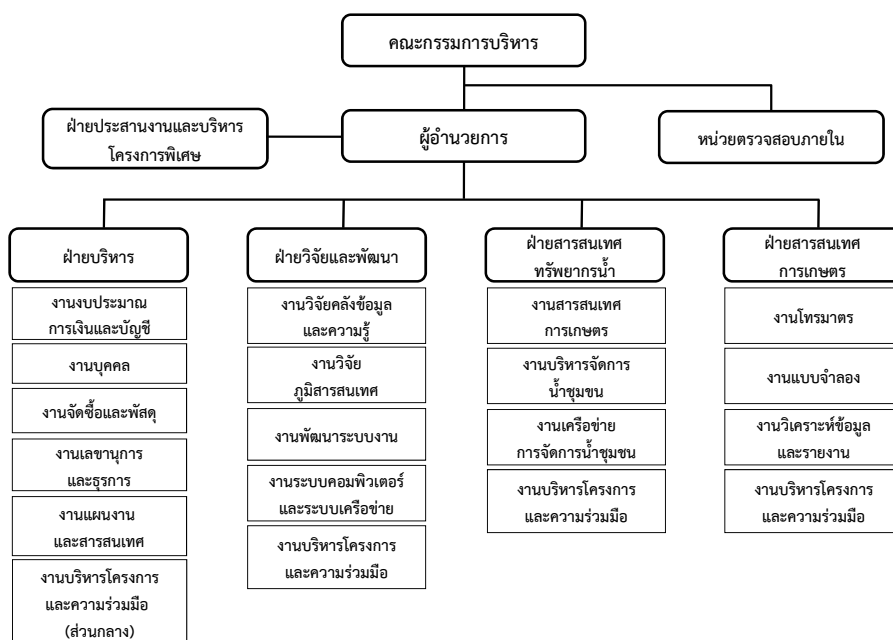 คณะกรรมการบริหาร
ฝ่ายประสานงานและบริหาร
โครงการพิเศษ
ผู้อำนวยการ
หน่วยตรวจสอบภายใน
ฝ่ายบริหาร
งานงบประมาณ
การเงินและบัญชี
งานบุคคล
งานจัดซื้อและพัสดุ
งานเลขานุการ
และธุรการ
งานแผนงาน
และสารสนเทศ
งานบริหารโครงการ
และความร่วมมือ
(ส่วนกลาง)
ฝ่ายวิจัยและพัฒนา
งานวิจัยคลังข้อมูล
และความรู้
งานวิจัย
ภูมิสารสนเทศ
งานพัฒนาระบบงาน
งานระบบคอมพิวเตอร์
และระบบเครือข่าย
งานบริหารโครงการ
และความร่วมมือ
ฝ่ายสารสนเทศ
ทรัพยากรน้ำ
งานสารสนเทศ
การเกษตร
งานบริหารจัดการ
น้ำชุมขน
งานเครือข่าย
การจัดการน้ำชุมชน
งานบริหารโครงการ
และความร่วมมือ
ฝ่ายสารสนเทศ
การเกษตร
งานโทรมาตร
งานแบบจำลอง
งานวิเคราะห์ข้อมูล
และรายงาน
งานบริหารโครงการ
และความร่วมมือ